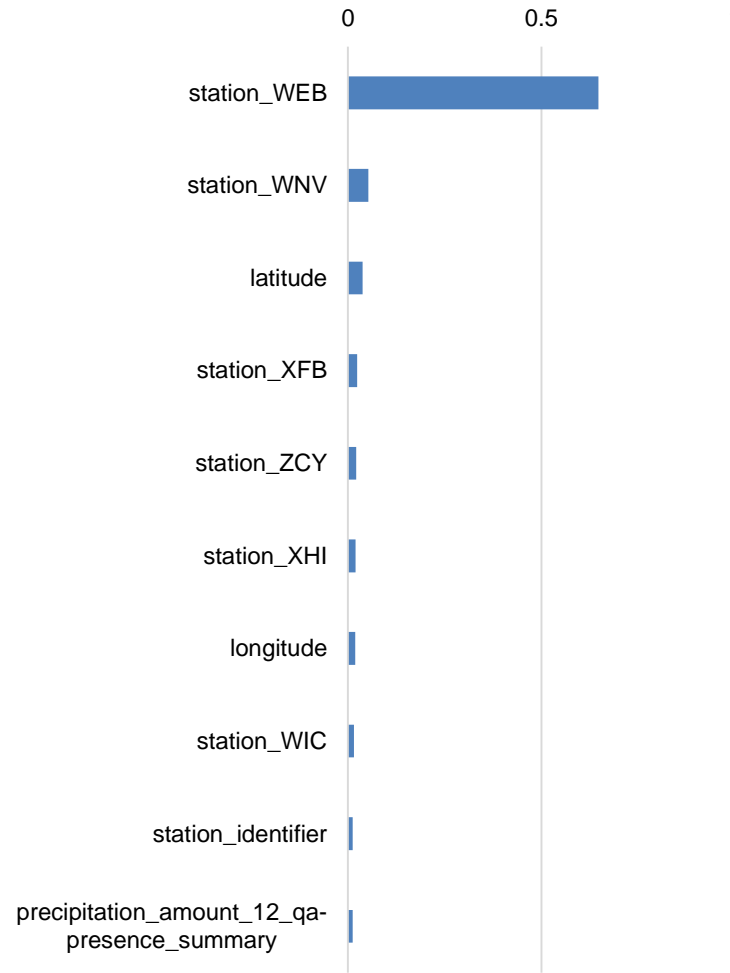 0 0.5
station_WEB
station_WNV
latitude
station_XFB
station_ZCY
station_XHI
longitude
station_WIC
station_identifier
precipitation_amount_12_qa-
presence_summary